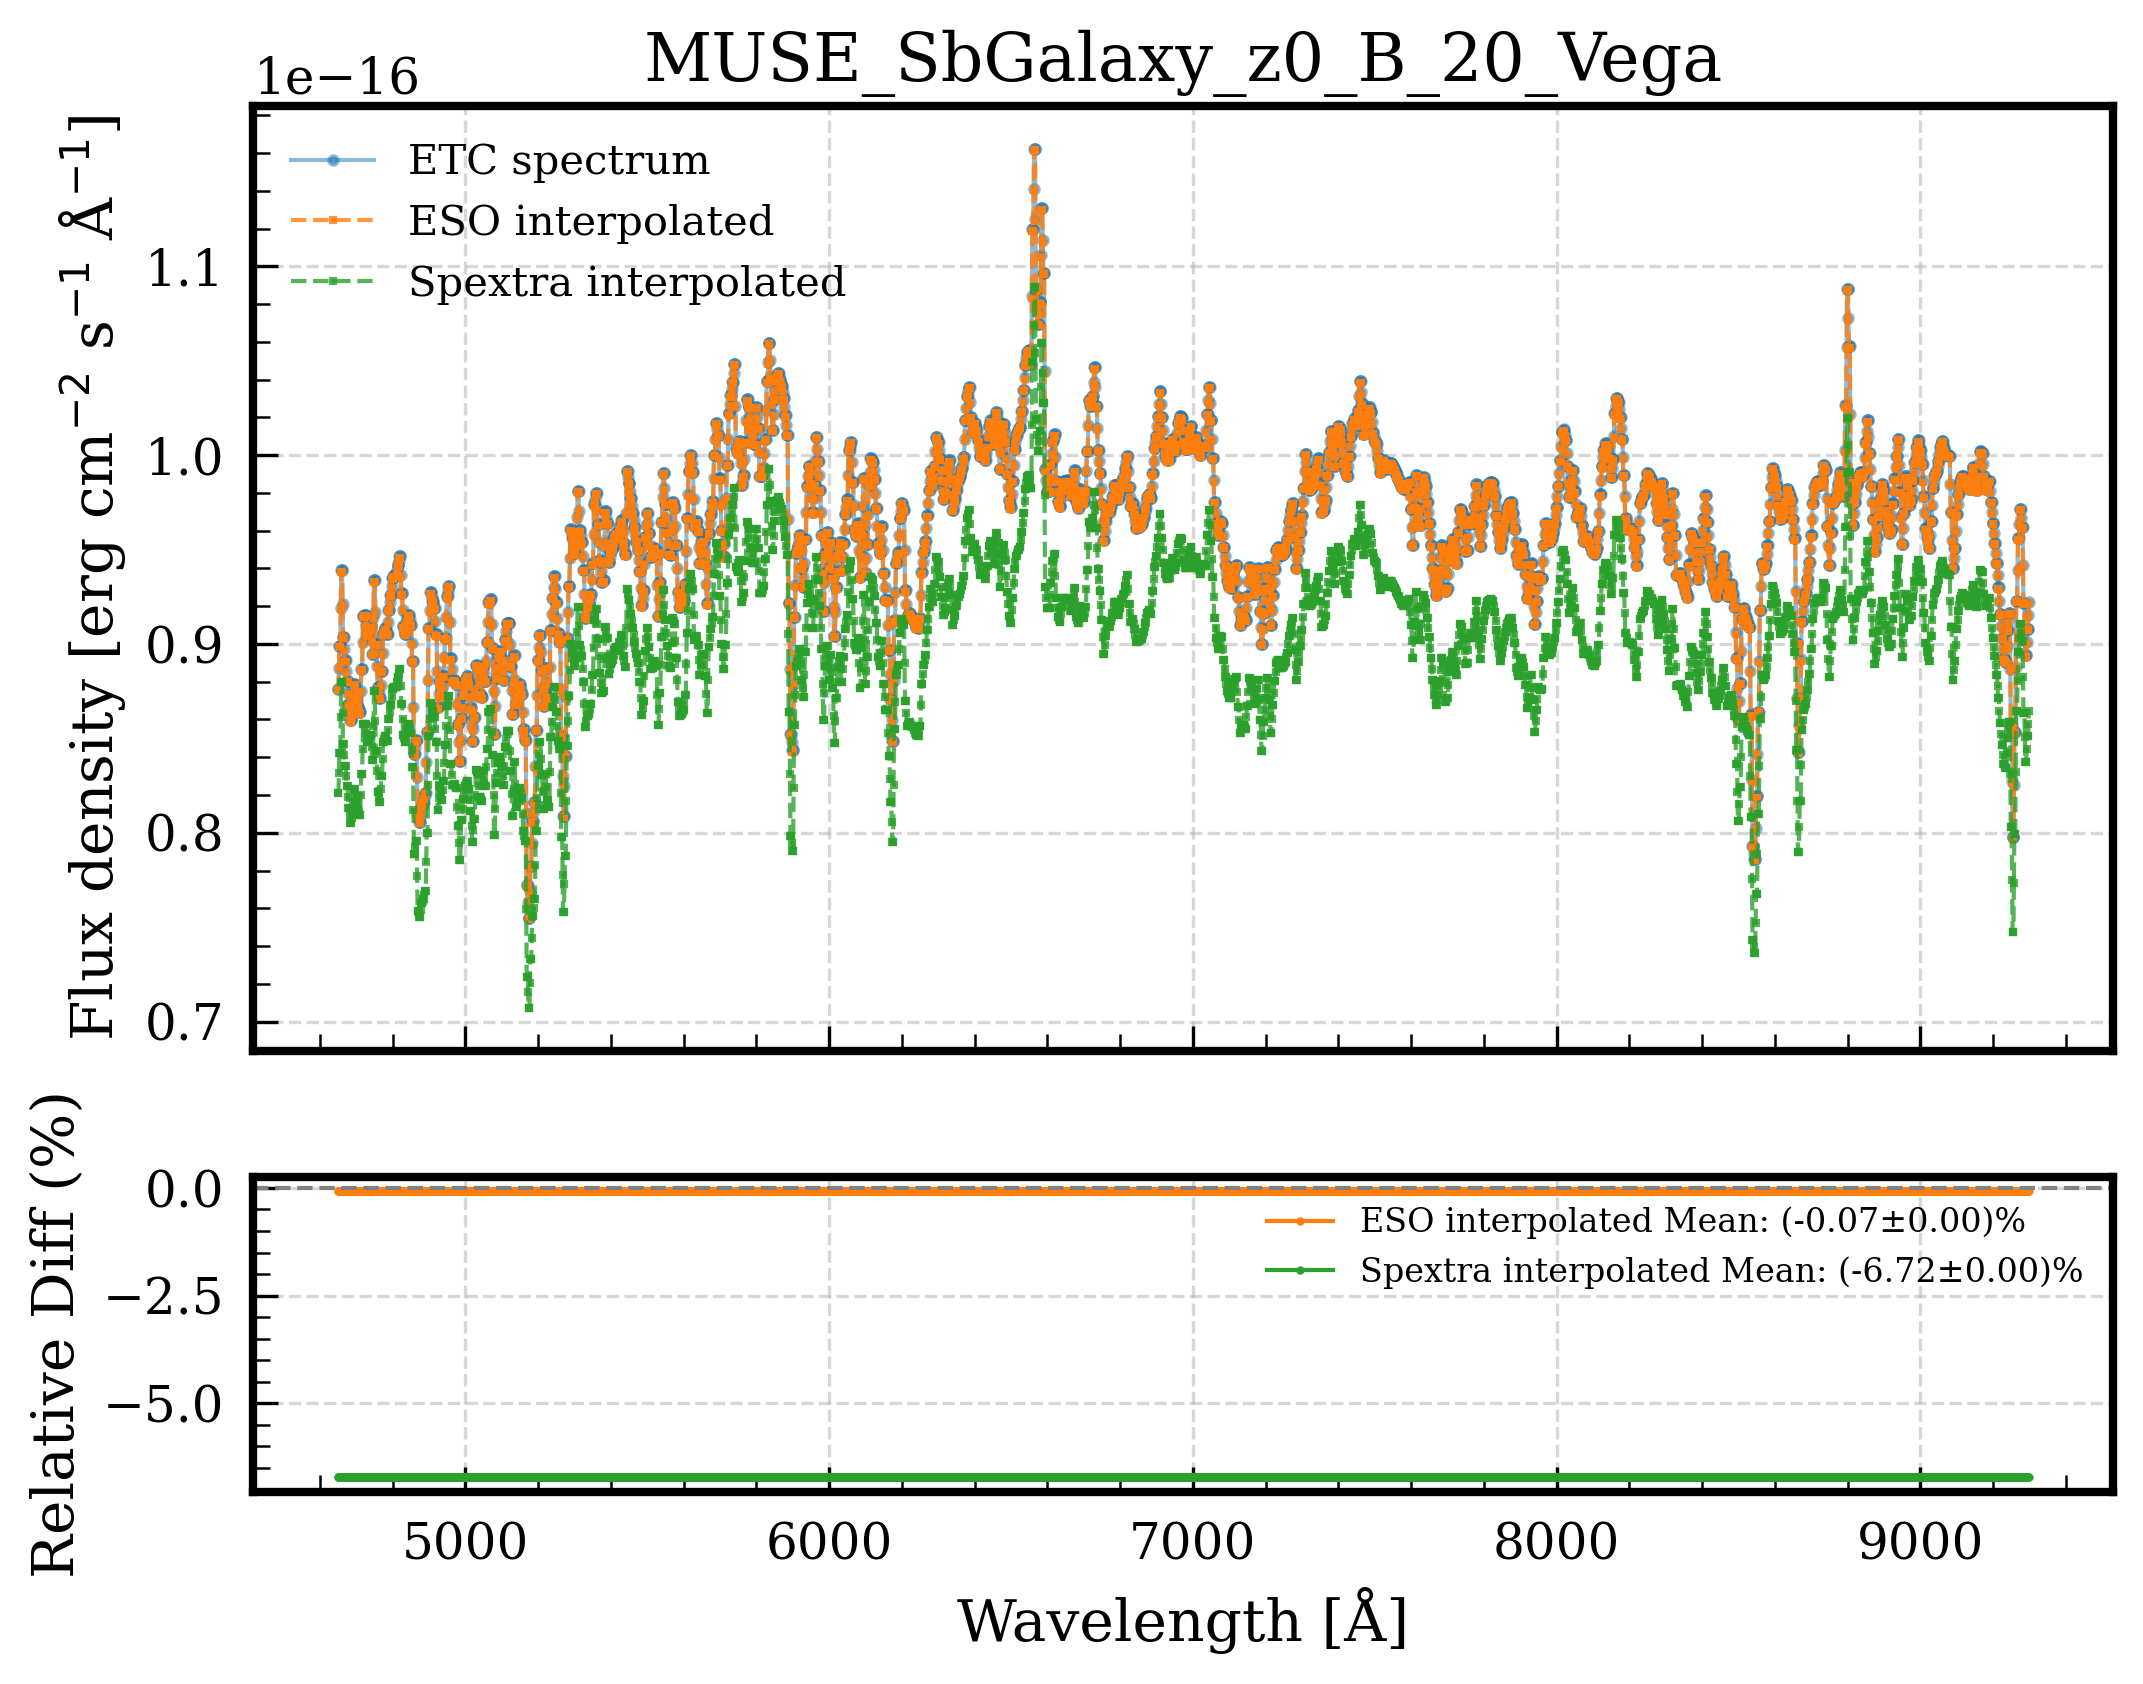 MUSE_SbGalaxy_z0_B_20_Vega
1e−16
ETC spectrum
ESO interpolated
Spextra interpolated
Flux density [erg cm⁻² s⁻¹ Å⁻¹]
1.1
1.0
0.9
0.8
0.7
Relative Diff (%)
0.0
−2.5
−5.0
ESO interpolated Mean: (-0.07±0.00)%
Spextra interpolated Mean: (-6.72±0.00)%
5000 6000 7000 8000 9000
Wavelength [Å]